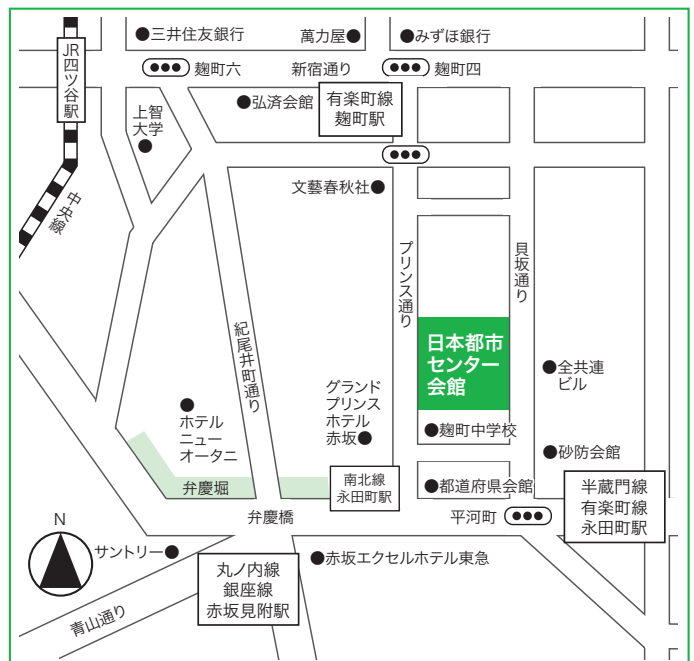 三井住友銀行
萬力屋
みずほ銀行
JR四ツ谷駅
麹町六
新宿通り
麹町四
弘済会館
有楽町線
麹町駅
上智
大学
文藝春秋社
中央線
プリンス通り
貝坂通り
紀尾井町通り
日本都市
センター
会館
全共連
ビル
グランド
プリンス
ホテル
赤坂
ホテル
ニュー
オータニ
麹町中学校
砂防会館
南北線
永田町駅
都道府県会館
半蔵門線
有楽町線
永田町駅
弁慶堀
弁慶橋
平河町
N
サントリー
赤坂エクセルホテル東急
丸ノ内線
銀座線
赤坂見附駅
青山通り